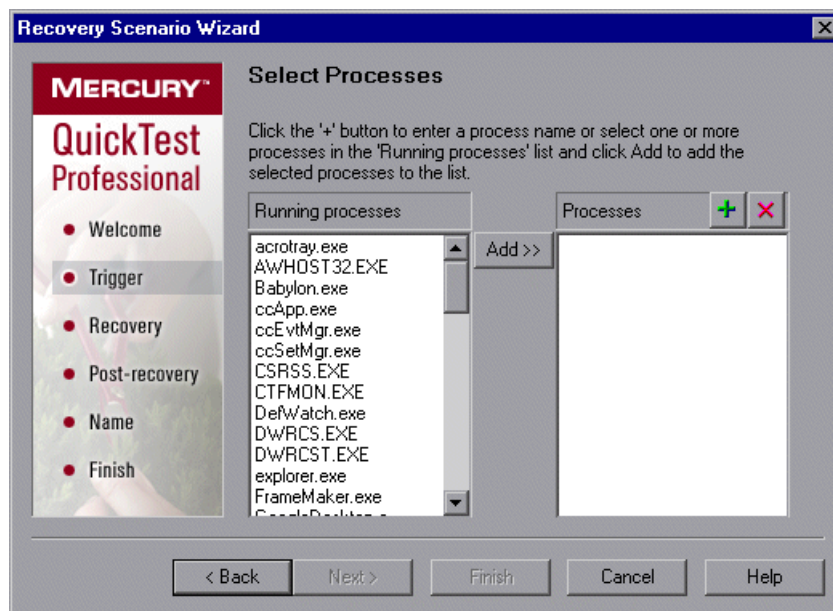 Recovery Scenario Wizard
MERCURY™
QuickTest
Professional
Welcome
Trigger
Recovery
Post-recovery
Name
Finish
Select Processes
Click the '+' button to enter a process name or select one or more
processes in the 'Running processes' list and click Add to add the
selected processes to the list.
Running processes
acrotray.exe
AWHOST32.EXE
Babylon.exe
ccApp.exe
ccEvtMgr.exe
ccSetMgr.exe
CSRSS.EXE
CTFMON.EXE
DefWatch.exe
DWRCS.EXE
DWRCST.EXE
explorer.exe
FrameMaker.exe
Add >>
Processes
< Back
Next >
Finish
Cancel
Help